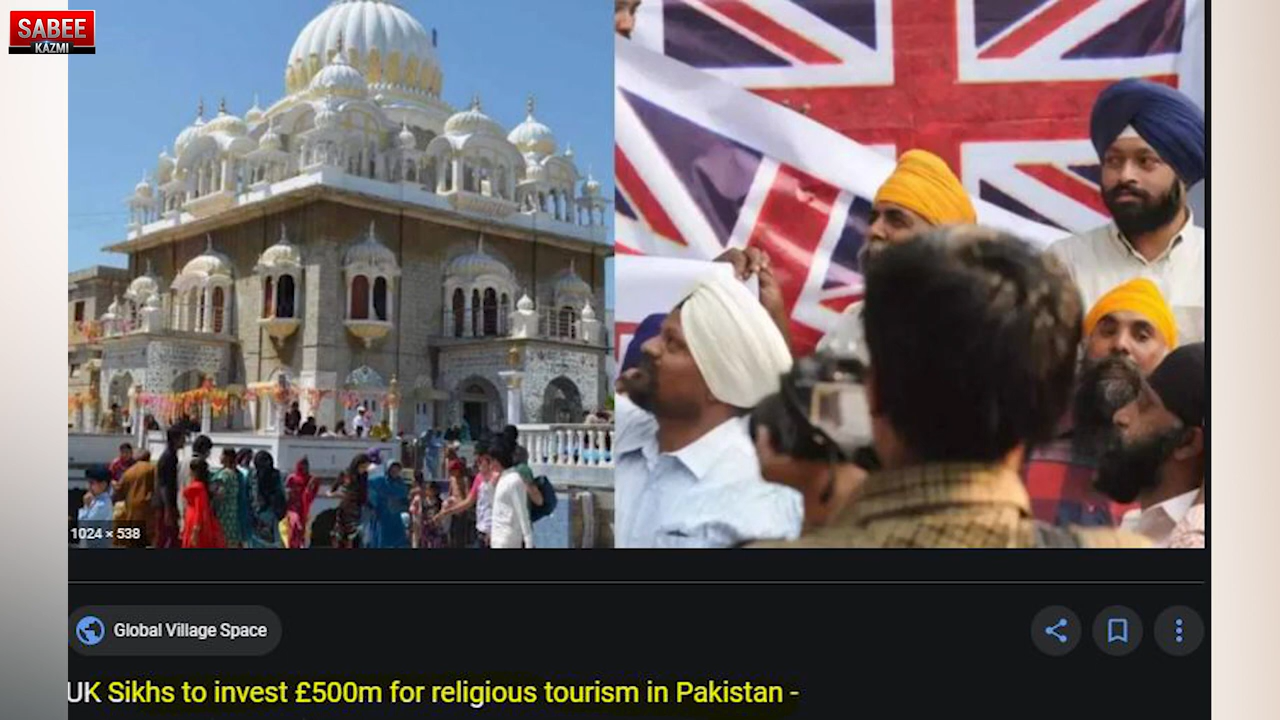 SABEE
KAZMI
1024 × 538
Global Village Space
UK Sikhs to invest £500m for religious tourism in Pakistan -